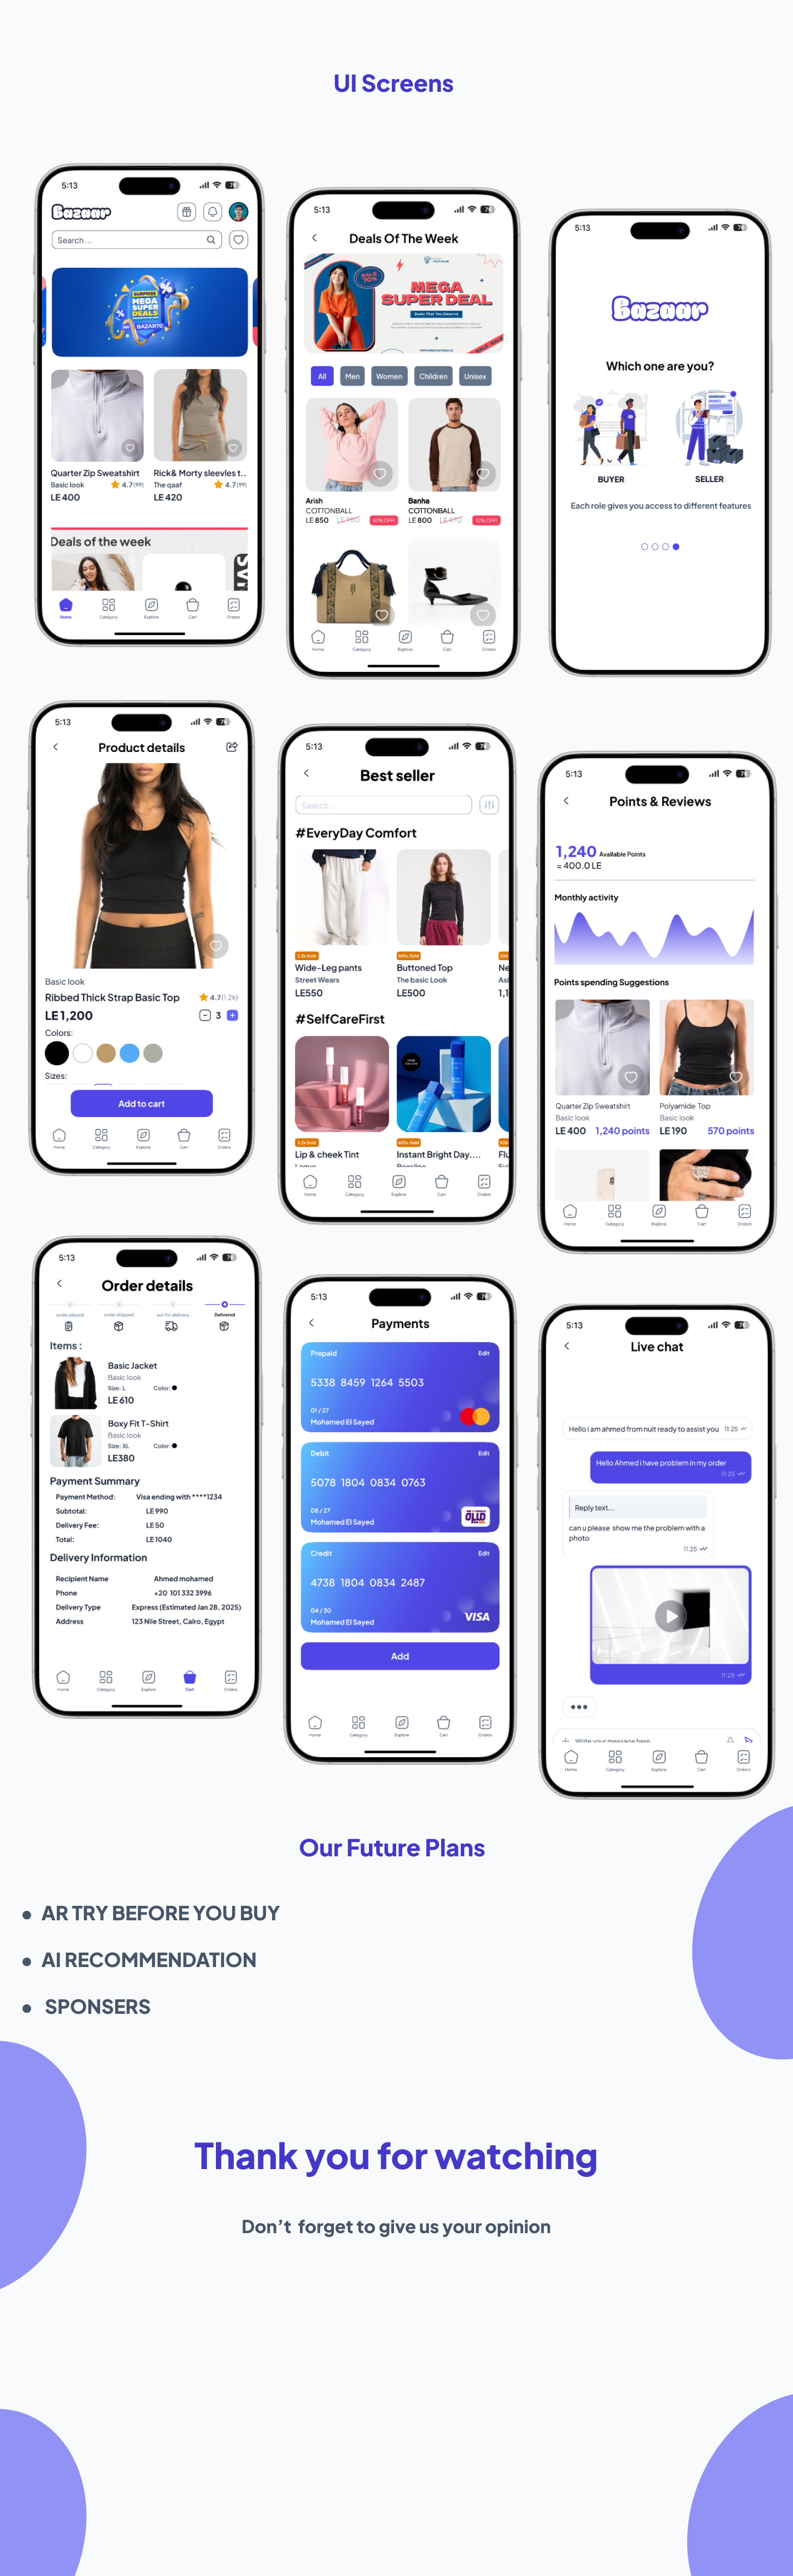 UI Screens
5:13
Bazaar
Search ...
SURPRISE
MEGA
SUPER
DEALS
BAZAR70
Quarter Zip Sweatshirt
Basic look
4.7(99)
LE 400
Rick& Morty sleevles t..
The qaaf
4.7(99)
LE 420
Deals of the week
Home
Category
Explore
Cart
Orders
5:13
Deals Of The Week
SALE
70%
MEGA
SUPER DEAL
Deals That You Deserve
All
Men
Women
Children
Unisex
Arish
COTTONBALL
LE 850 LE 980
10% OFF!
Banha
COTTONBALL
LE 800 LE 970
12% OFF!
Home
Category
Explore
Cart
Orders
5:13
Bazaar
Which one are you?
BUYER
SELLER
Each role gives you access to different features
5:13
Product details
Basic look
Ribbed Thick Strap Basic Top
4.7(1.2k)
LE 1,200
3
Colors:
Sizes:
Add to cart
Home
Category
Explore
Cart
Orders
5:13
Best seller
Search ...
#EveryDay Comfort
1.2k Sold
Wide-Leg pants
Street Wears
LE550
Buttoned Top
The basic Look
LE500
Ne
1,1
#SelfCareFirst
1.2k Sold
Lip & cheek Tint
Instant Bright Day....
Flu
Home
Category
Explore
Cart
Orders
5:13
Points & Reviews
1,240 Available Points
= 400.0 LE
Monthly activity
Points spending Suggestions
Quarter Zip Sweatshirt
Basic look
LE 400 1,240 points
Polyamide Top
Basic look
LE 190 570 points
Home
Category
Explore
Cart
Orders
5:13
Order details
order placed
order shipped
out for delivery
Delivered
Items :
Basic Jacket
Basic look
Size: L Color:
LE 610
Boxy Fit T-Shirt
Basic look
Size: XL Color:
LE380
Payment Summary
Payment Method: Visa ending with ****1234
Subtotal: LE 990
Delivery Fee: LE 50
Total: LE 1040
Delivery Information
Recipient Name Ahmed mohamed
Phone +20 101 332 3996
Delivery Type Express (Estimated Jan 28, 2025)
Address 123 Nile Street, Cairo, Egypt
Home
Category
Explore
Cart
Orders
5:13
Payments
Prepaid Edit
5338 8459 1264 5503
01 / 27
Mohamed El Sayed
Debit Edit
5078 1804 0834 0763
08 / 27
Mohamed El Sayed
Credit Edit
4738 1804 0834 2487
04 / 30
Mohamed El Sayed
VISA
Add
Home
Category
Explore
Cart
Orders
5:13
Live chat
Hello i am ahmed from nuit ready to assist you 11:25
Hello Ahmed i have problem in my order
11:25
Reply text...
can u please show me the problem with a
photo
11:25
11:25
Write your message here
Home
Category
Explore
Cart
Orders
Our Future Plans
• AR TRY BEFORE YOU BUY
• AI RECOMMENDATION
• SPONSERS
Thank you for watching
Don't forget to give us your opinion